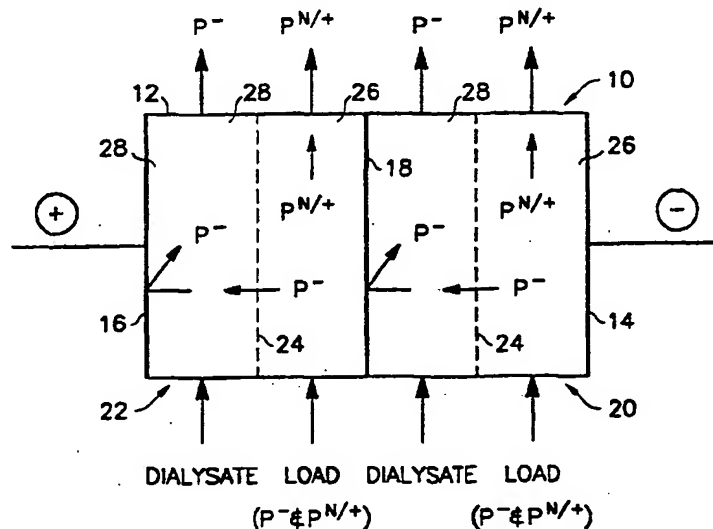 P⁻ P^N/+ P⁻ P^N/+
12 28 26 28 10
28 18 26
P^N/+ P^N/+
+ −
P⁻ P⁻
P⁻ P⁻
16 24 24 14
22 20
DIALYSATE LOAD DIALYSATE LOAD
(P⁻&P^N/+) (P⁻&P^N/+)